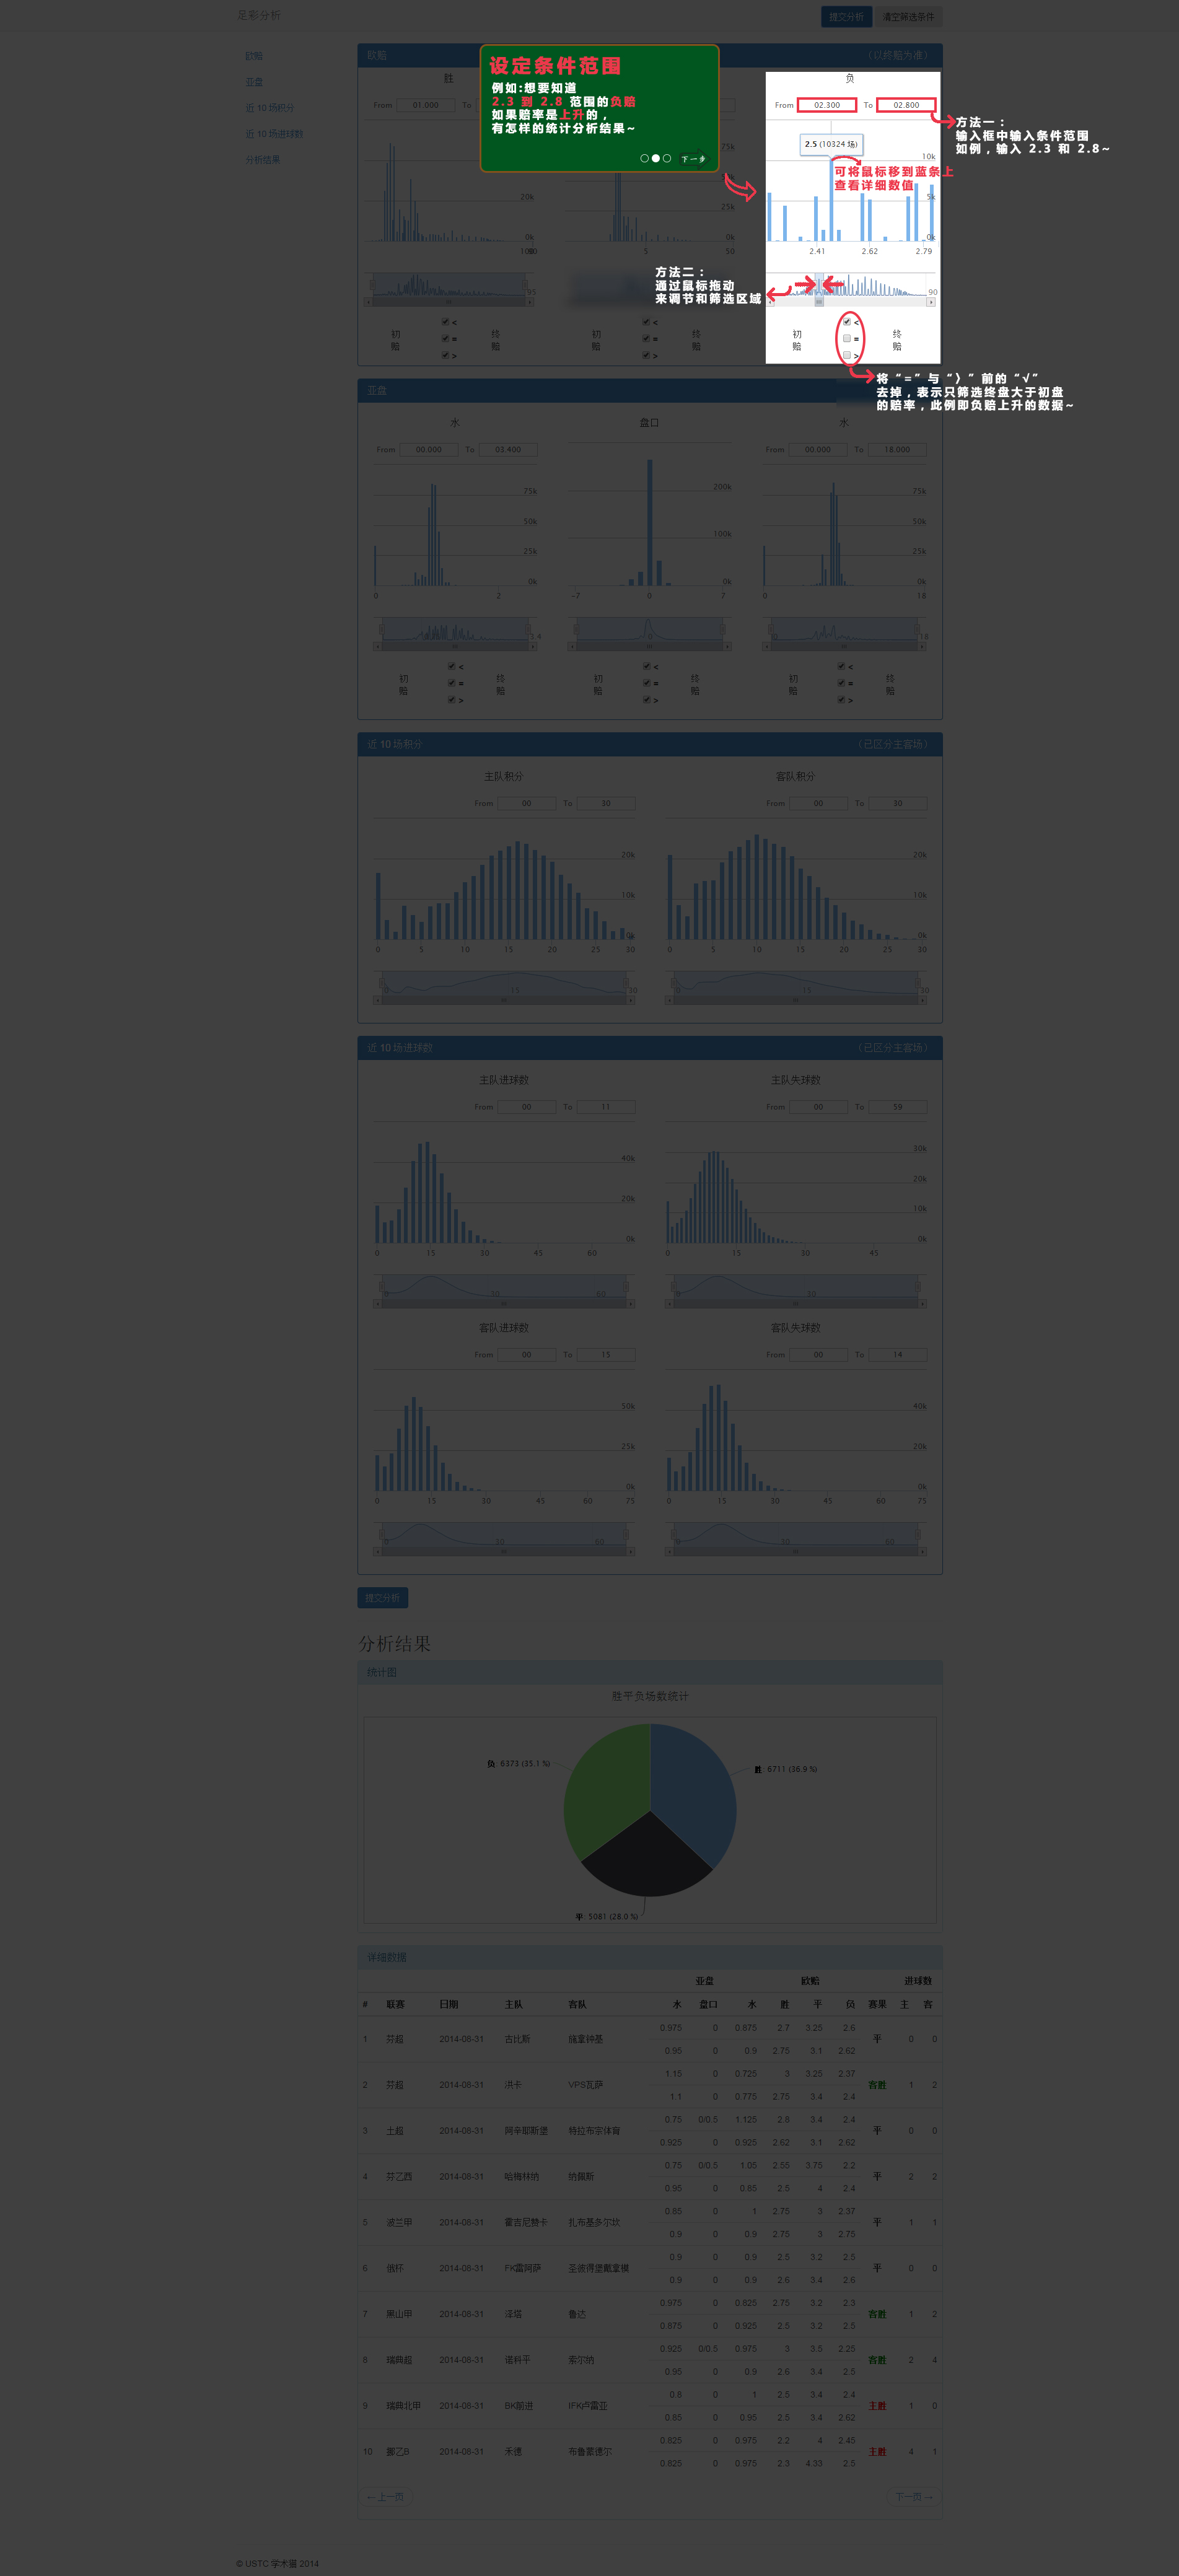 足彩分析
提交分析 清空筛选条件
欧赔
亚盘
近 10 场积分
近 10 场进球数
分析结果
欧赔 （以终赔为准）
设定条件范围
例如:想要知道
2.3 到 2.8 范围的负赔
如果赔率是上升的，
有怎样的统计分析结果~
下一步
胜
From 01.000 To
20k
0k
100
初赔 < = > 终赔
75k
25k
0k
5 50
初赔 < = > 终赔
负
From 02.300 To 02.800
2.5 (10324 场)
可将鼠标移到蓝条上
查看详细数值
10k
5k
0k
2.41 2.62 2.79
90
初赔 < = > 终赔
方法一：
输入框中输入条件范围
如例，输入 2.3 和 2.8~
方法二：
通过鼠标拖动
来调节和筛选区域
将“=”与“〉”前的“√”
去掉，表示只筛选终盘大于初盘
的赔率，此例即负赔上升的数据~
亚盘
水 盘口 水
From 00.000 To 03.400
From 00.000 To 18.000
75k 200k 75k
50k 100k 50k
25k 25k
0k 0k 0k
0 2 -7 0 7 0 18
初赔 < = > 终赔
初赔 < = > 终赔
初赔 < = > 终赔
近 10 场积分 （已区分主客场）
主队积分 客队积分
From 00 To 30 From 00 To 30
20k 20k
10k 10k
0k 0k
0 5 10 15 20 25 30 0 5 10 15 20 25 30
0 15 30 0 15 30
近 10 场进球数 （已区分主客场）
主队进球数 主队失球数
From 00 To 11 From 00 To 59
40k 30k
20k 20k
10k
0k 0k
0 15 30 45 60 0 15 30 45
0 30 60 0 30
客队进球数 客队失球数
From 00 To 15 From 00 To 14
50k 40k
25k 20k
0k 0k
0 15 30 45 60 75 0 15 30 45 60 75
0 30 60 0 30 60
提交分析
分析结果
统计图
胜平负场数统计
负: 6373 (35.1 %)
胜: 6711 (36.9 %)
平: 5081 (28.0 %)
详细数据
亚盘 欧赔 进球数
# 联赛 日期 主队 客队 水 盘口 水 胜 平 负 赛果 主 客
1 芬超 2014-08-31 古比斯 施拿钟基 0.975 0 0.875 2.7 3.25 2.6 平 0 0
0.95 0 0.9 2.75 3.1 2.62
2 芬超 2014-08-31 洪卡 VPS瓦萨 1.15 0 0.725 3 3.25 2.37 客胜 1 2
1.1 0 0.775 2.75 3.4 2.4
3 土超 2014-08-31 阿辛耶斯堡 特拉布宗体育 0.75 0/0.5 1.125 2.8 3.4 2.4 平 0 0
0.925 0 0.925 2.62 3.1 2.62
4 芬乙西 2014-08-31 哈梅林纳 纳佩斯 0.75 0/0.5 1.05 2.55 3.75 2.2 平 2 2
0.95 0 0.85 2.5 4 2.4
5 波兰甲 2014-08-31 霍吉尼赞卡 扎布基多尔坎 0.85 0 1 2.75 3 2.37 平 1 1
0.9 0 0.9 2.75 3 2.75
6 俄杯 2014-08-31 FK雷珂萨 圣彼得堡戴拿模 0.9 0 0.9 2.5 3.2 2.5 平 0 0
0.9 0 0.9 2.6 3.4 2.6
7 黑山甲 2014-08-31 泽塔 鲁达 0.975 0 0.825 2.75 3.2 2.3 客胜 1 2
0.875 0 0.925 2.5 3.2 2.5
8 瑞典超 2014-08-31 诺科平 索尔纳 0.925 0/0.5 0.975 3 3.5 2.25 客胜 2 4
0.95 0 0.9 2.6 3.4 2.5
9 瑞典北甲 2014-08-31 BK前进 IFK卢雷亚 0.8 0 1 2.5 3.4 2.4 主胜 1 0
0.85 0 0.95 2.5 3.4 2.62
10 挪乙B 2014-08-31 禾德 布鲁蒙德尔 0.825 0 0.975 2.2 4 2.45 主胜 4 1
0.825 0 0.975 2.3 4.33 2.5
← 上一页 下一页 →
© USTC 学术猫 2014